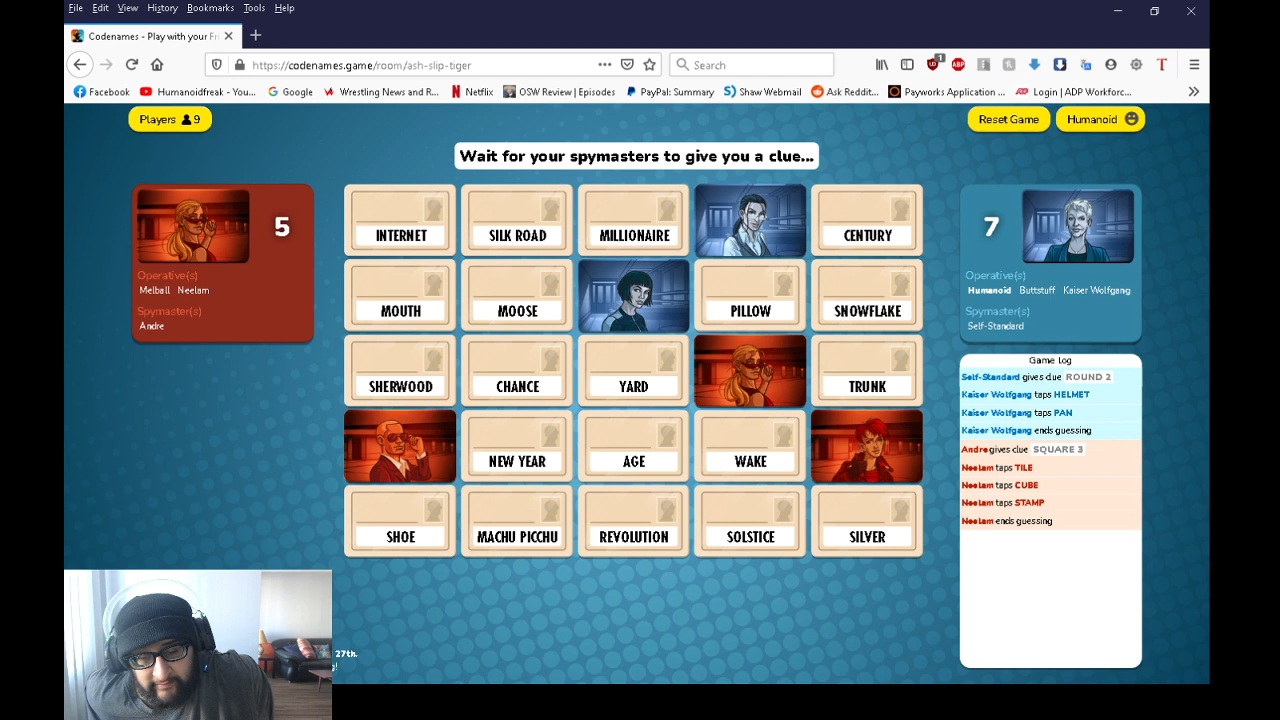 File Edit View History Bookmarks Tools Help
Codenames - Play with your Fri
https://codenames.game/room/ash-slip-tiger
Search
1
ABP
T
Facebook Humanoidfreak - You... Google Wrestling News and R... Netflix OSW Review | Episodes PayPal: Summary Shaw Webmail Ask Reddit... Payworks Application ... Login | ADP Workforc...
Players 9
Reset Game
Humanoid
Wait for your spymasters to give you a clue...
5
Operative(s)
Melball Neelam
Spymaster(s)
Andre
INTERNET SILK ROAD MILLIONAIRE CENTURY
MOUTH MOOSE PILLOW SNOWFLAKE
SHERWOOD CHANCE YARD TRUNK
NEW YEAR AGE WAKE
SHOE MACHU PICCHU REVOLUTION SOLSTICE SILVER
7
Operative(s)
Humanoid Buttstuff Kaiser Wolfgang
Spymaster(s)
Self-Standard
Game Log
Self-Standard gives clue ROUND 2
Kaiser Wolfgang taps HELMET
Kaiser Wolfgang taps PAN
Kaiser Wolfgang ends guessing
Andre gives clue SQUARE 3
Neelam taps TILE
Neelam taps CUBE
Neelam taps STAMP
Neelam ends guessing
27th.